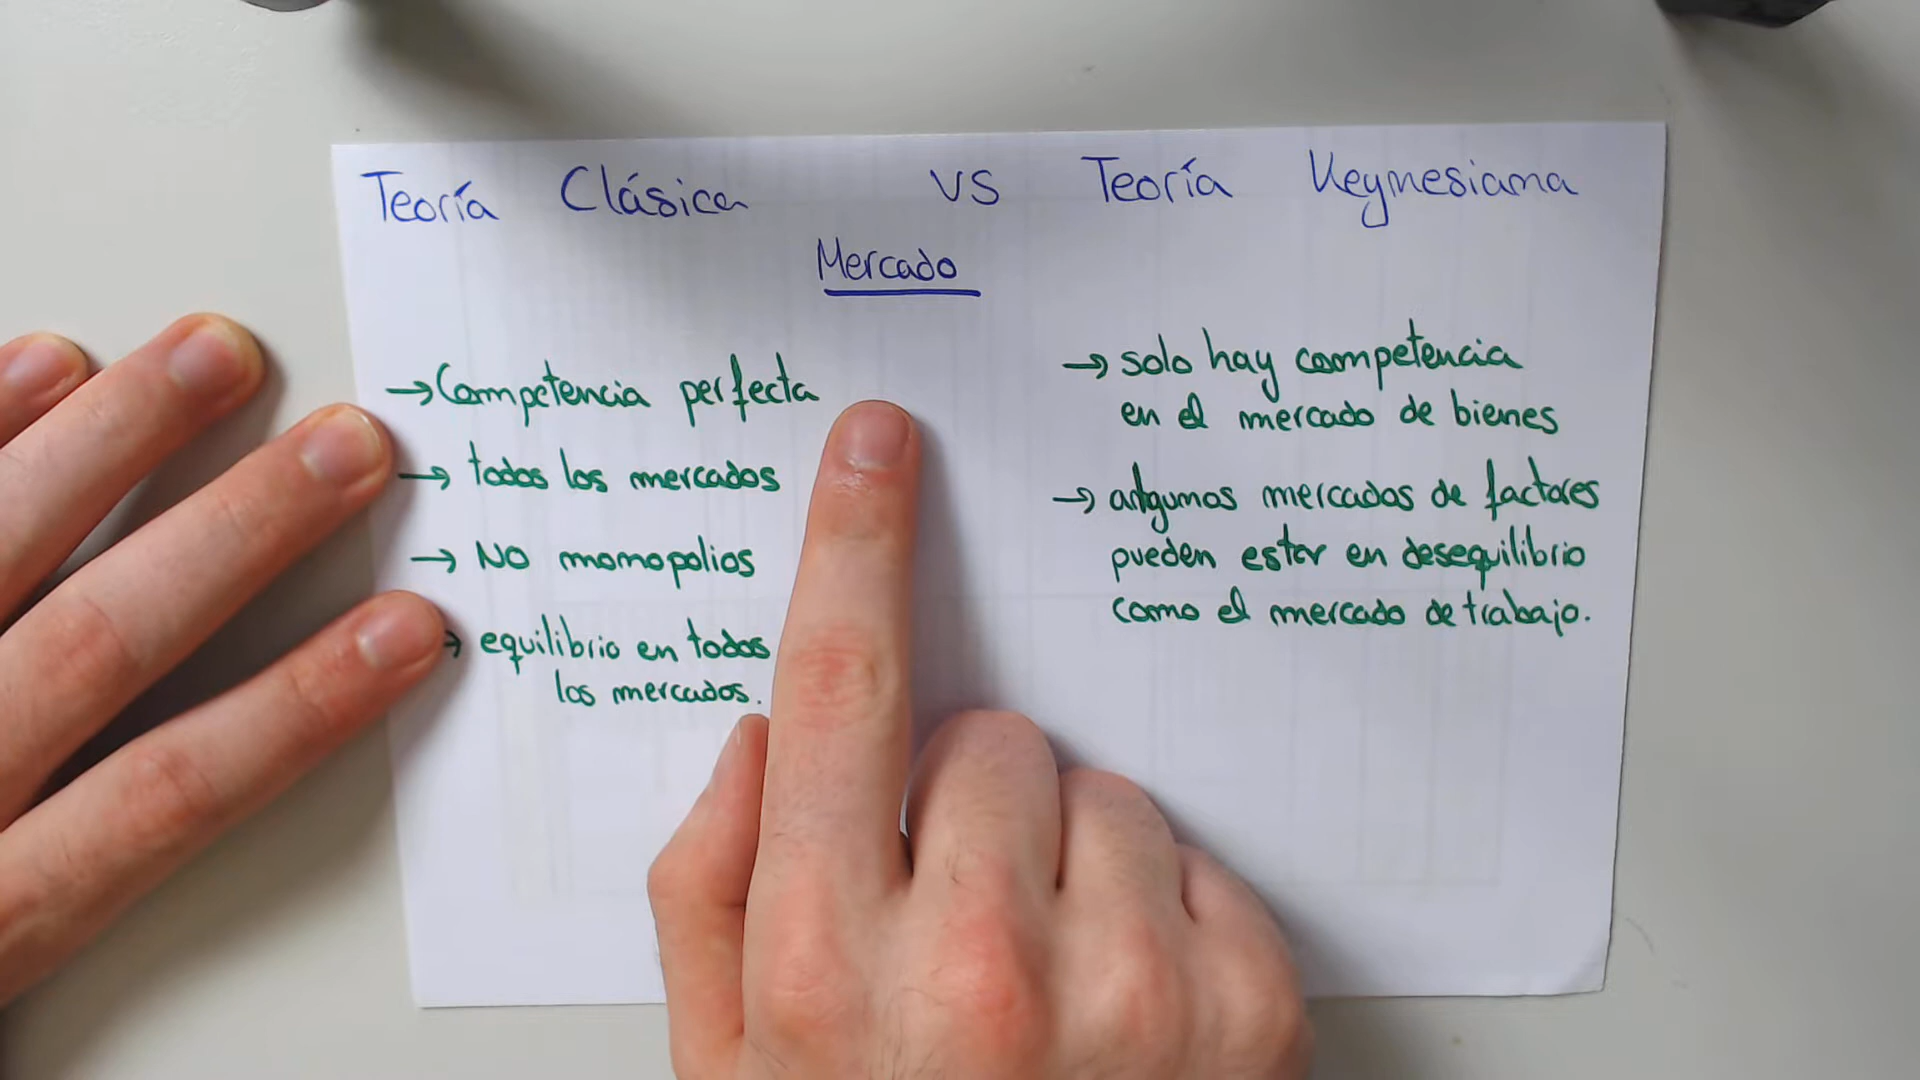 Teoría Clásica VS Teoría Keynesiana
Mercado
→ Competencia perfecta
→ todos los mercados
→ NO monopolios
→ equilibrio en todos
los mercados.
→ solo hay competencia
en el mercado de bienes
→ algunos mercados de factores
pueden estar en desequilibrio
como el mercado de trabajo.